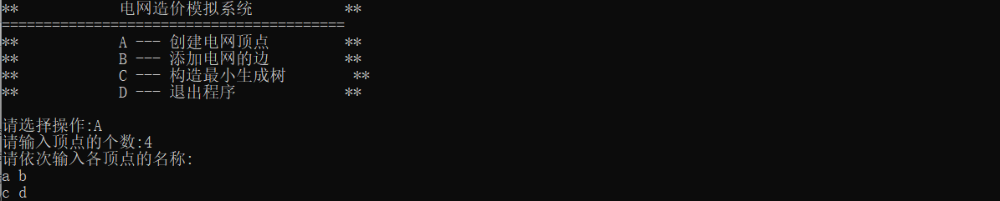 **            电网造价模拟系统           **
=========================================
**            A --- 创建电网顶点         **
**            B --- 添加电网的边         **
**            C --- 构造最小生成树        **
**            D --- 退出程序             **
请选择操作:A
请输入顶点的个数:4
请依次输入各顶点的名称:
a b
c d